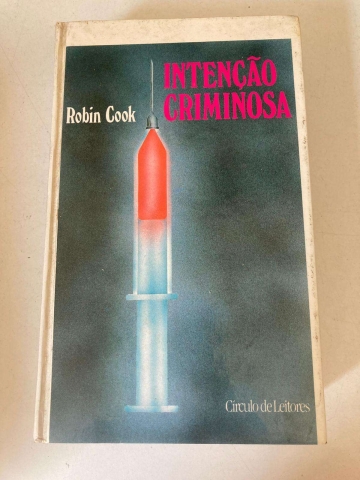 INTENÇÃO
CRIMINOSA
Robin Cook
Círculo de Leitores